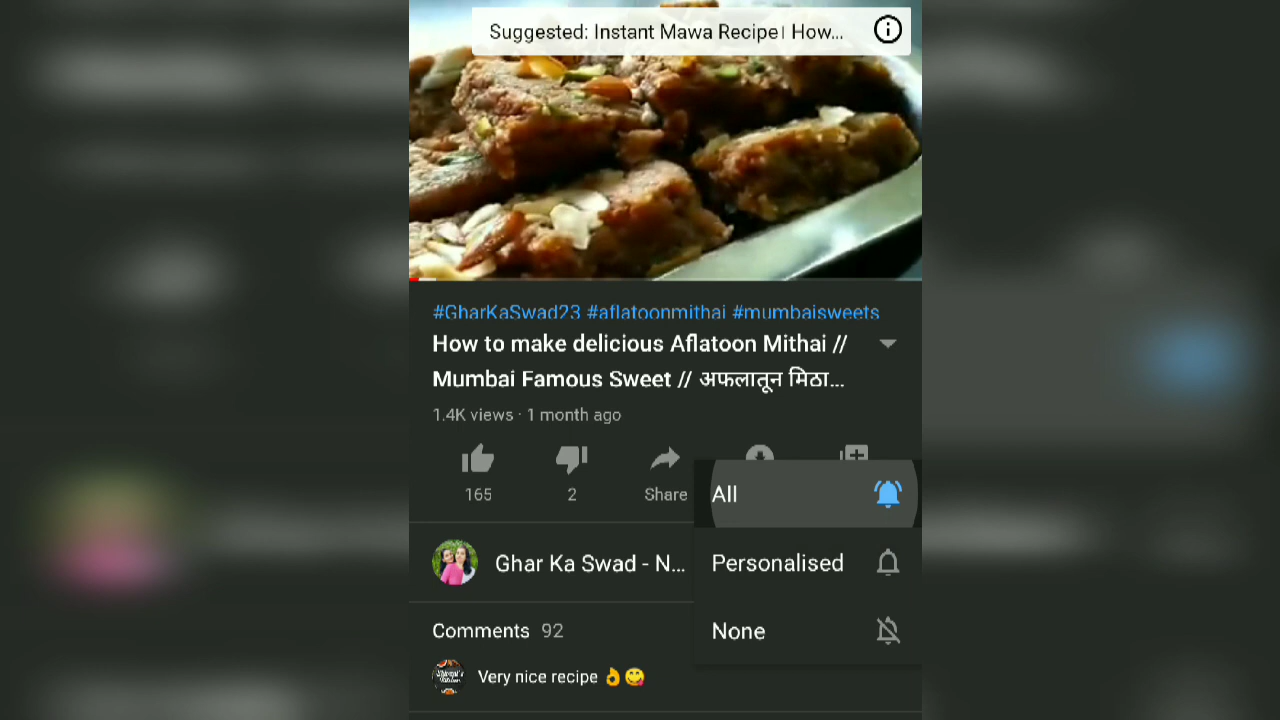 Suggested: Instant Mawa Recipe। How...
#GharKaSwad23 #aflatoonmithai #mumbaisweets
How to make delicious Aflatoon Mithai //
Mumbai Famous Sweet // अफलातून मिठा...
1.4K views · 1 month ago
165
2
Share
All
Ghar Ka Swad - N...
Personalised
Comments 92
None
Very nice recipe 👌😋